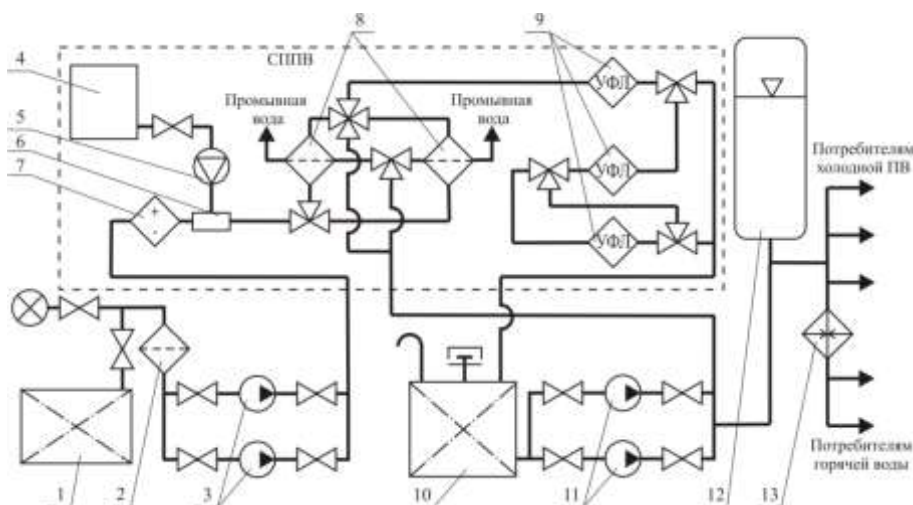 4
5
6
7
СППВ
8
9
Промывная
вода
Промывная
вода
УФЛ
УФЛ
УФЛ
Потребителям
холодной ПВ
Потребителям
горячей воды
1
2
3
10
11
12
13